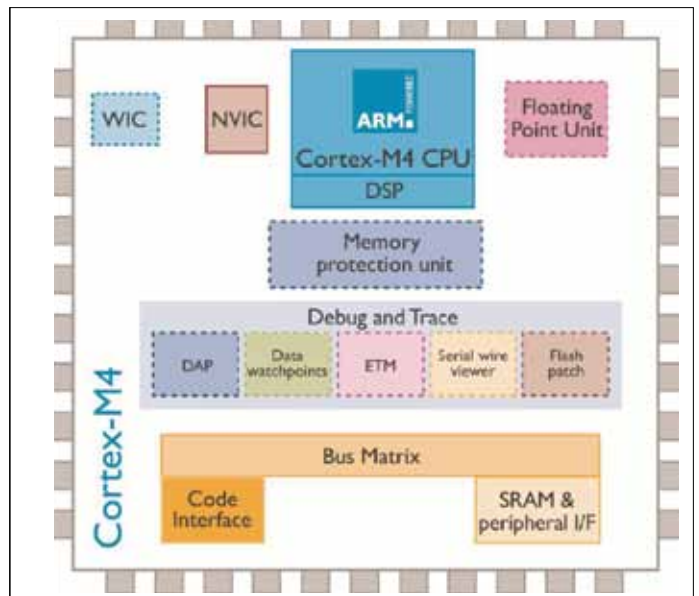 WIC
NVIC
ARM
Cortex-M4 CPU
DSP
Floating
Point Unit
Memory
protection unit
Debug and Trace
DAP
Data
watchpoints
ETM
Serial wire
viewer
Flash
patch
Cortex-M4
Bus Matrix
Code
Interface
SRAM &
peripheral I/F